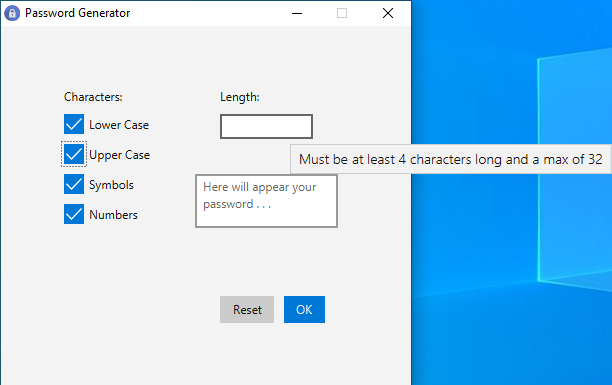 Password Generator
Characters:
Length:
Lower Case
Upper Case
Must be at least 4 characters long and a max of 32
Symbols
Here will appear your
password . . .
Numbers
Reset
OK